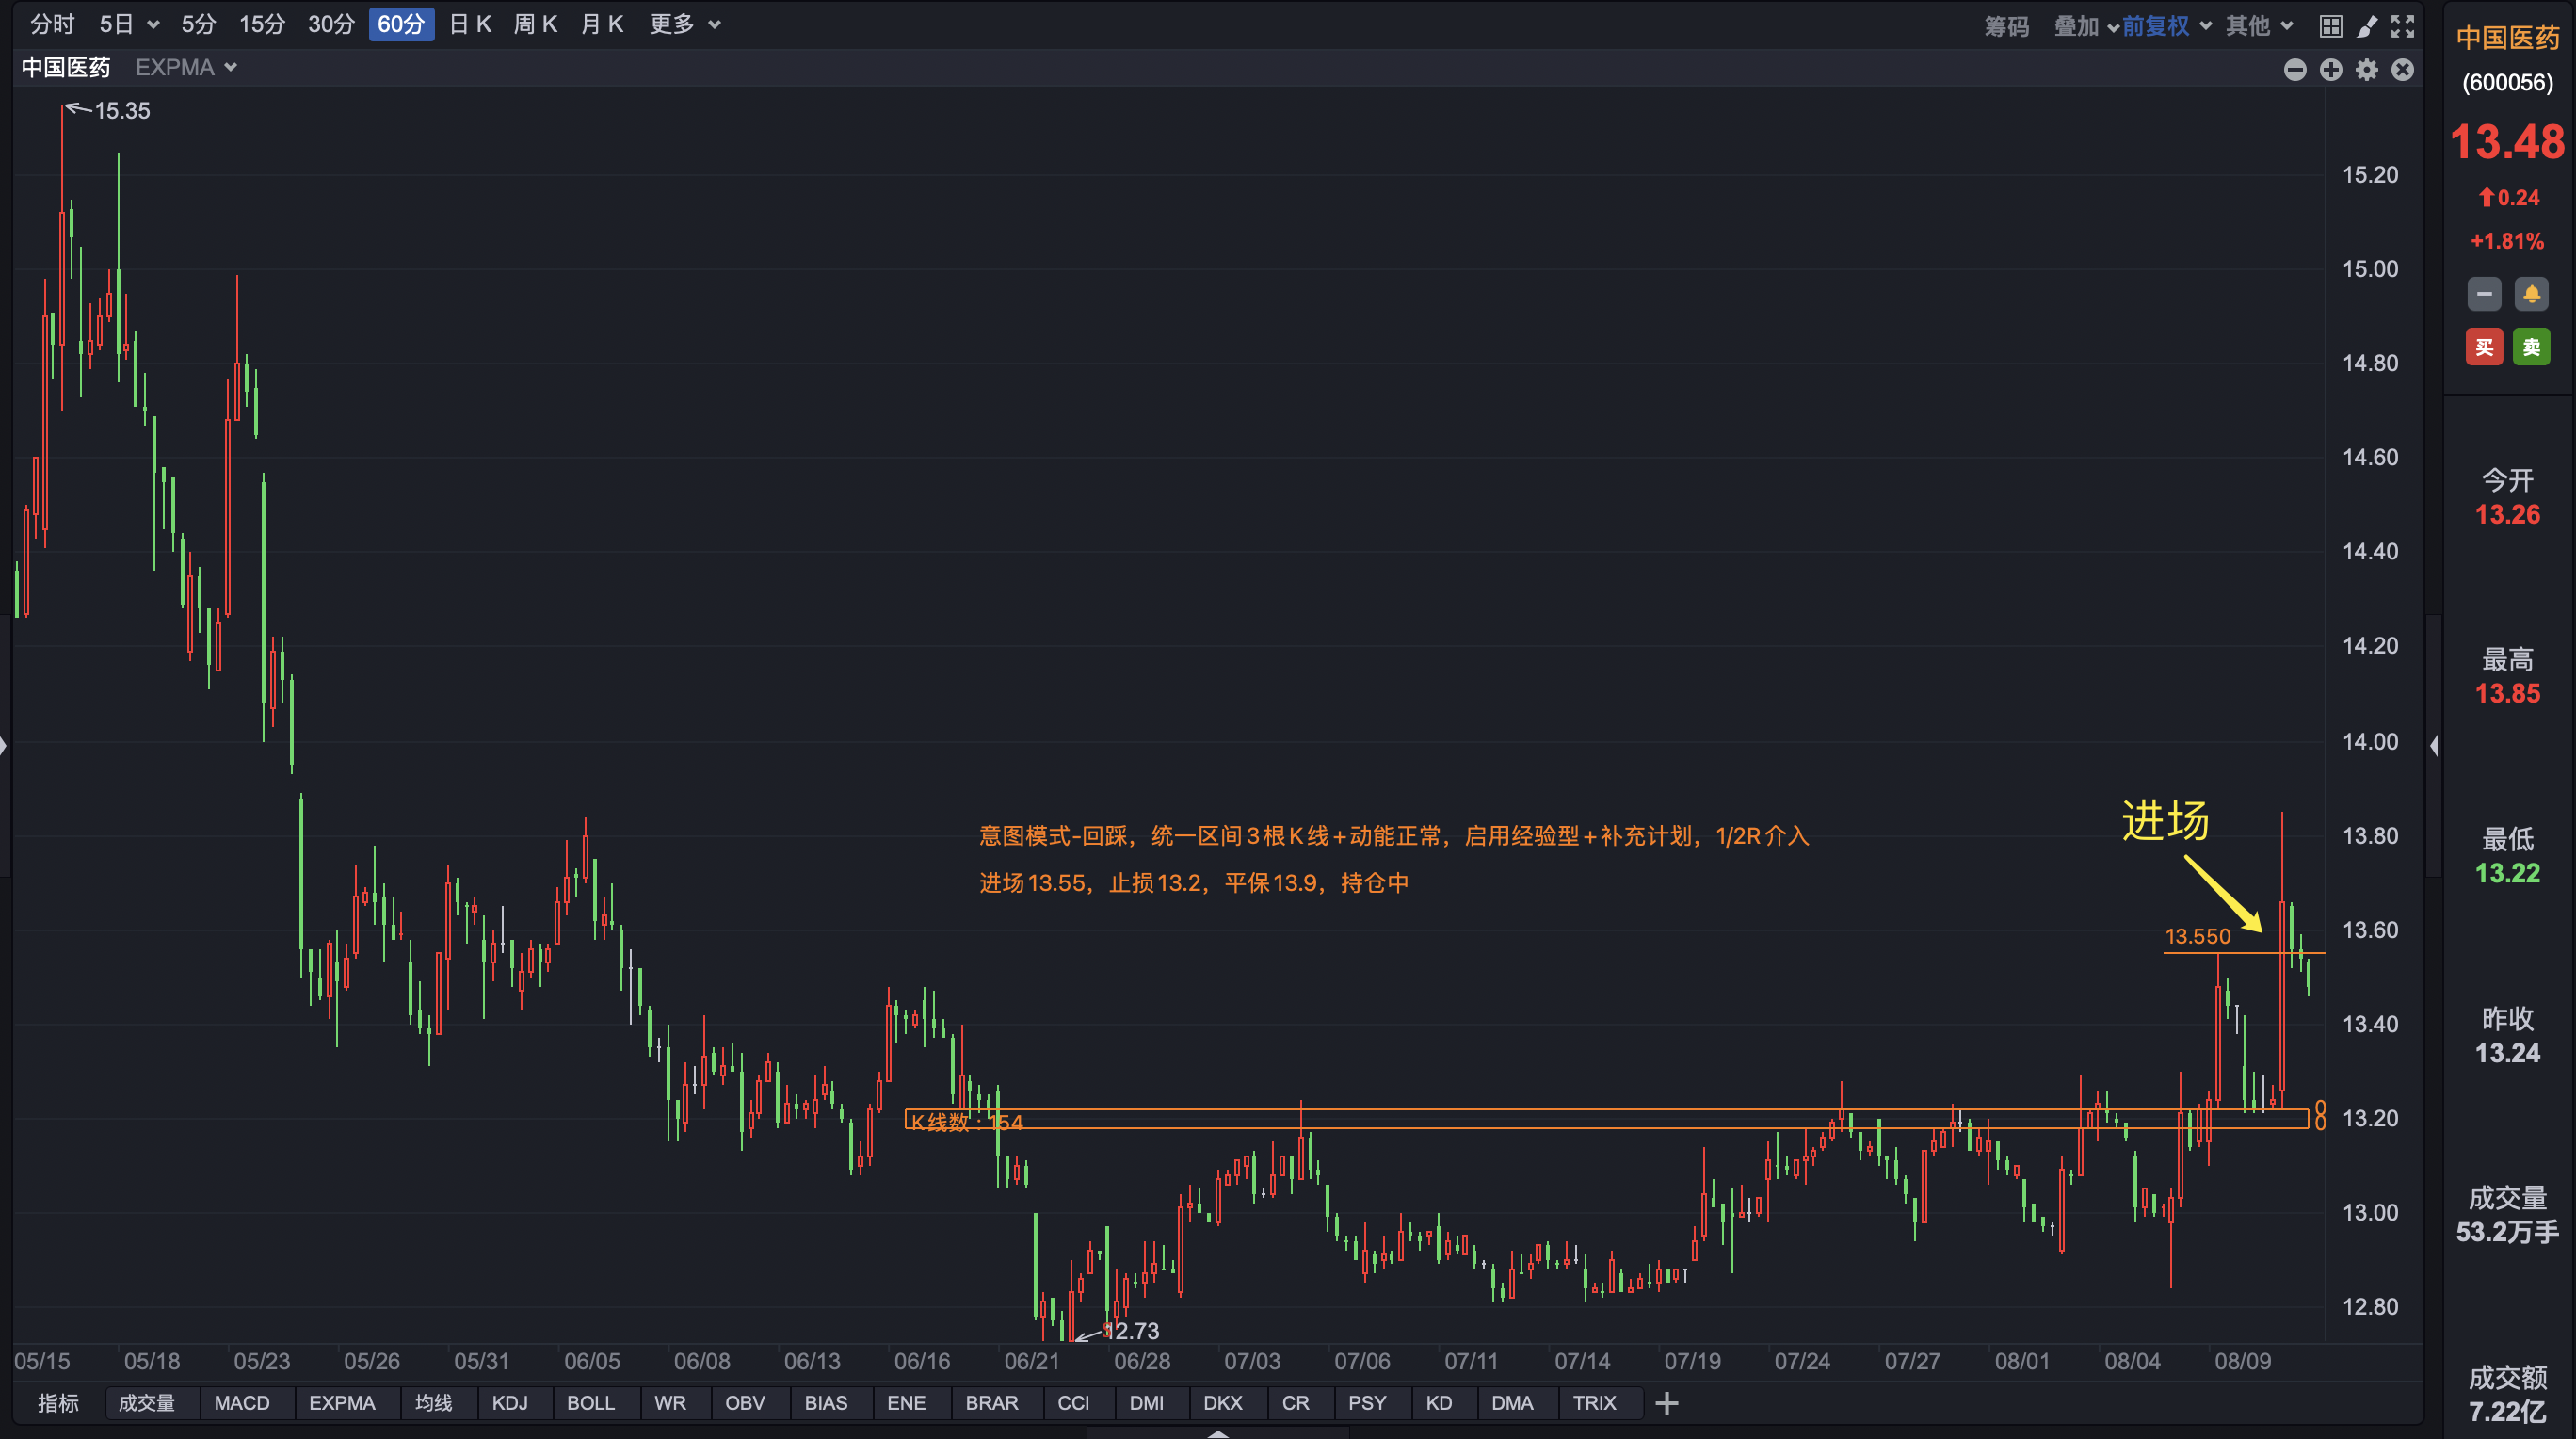 分时 5日 5分 15分 30分 60分 日K 周K 月K 更多 筹码 叠加 前复权 其他
中国医药 EXPMA
15.35
15.20
15.00
14.80
14.60
14.40
14.20
14.00
13.80
13.60
13.40
13.20
13.00
12.80
进场
意图模式-回踩，统一区间3根K线+动能正常，启用经验型+补充计划，1/2R介入
进场13.55，止损13.2，平保13.9，持仓中
13.550
K线数：154
0
0
12.73
05/15 05/18 05/23 05/26 05/31 06/05 06/08 06/13 06/16 06/21 06/28 07/03 07/06 07/11 07/14 07/19 07/24 07/27 08/01 08/04 08/09
指标 成交量 MACD EXPMA 均线 KDJ BOLL WR OBV BIAS ENE BRAR CCI DMI DKX CR PSY KD DMA TRIX
中国医药
(600056)
13.48
0.24
+1.81%
买 卖
今开
13.26
最高
13.85
最低
13.22
昨收
13.24
成交量
53.2万手
成交额
7.22亿